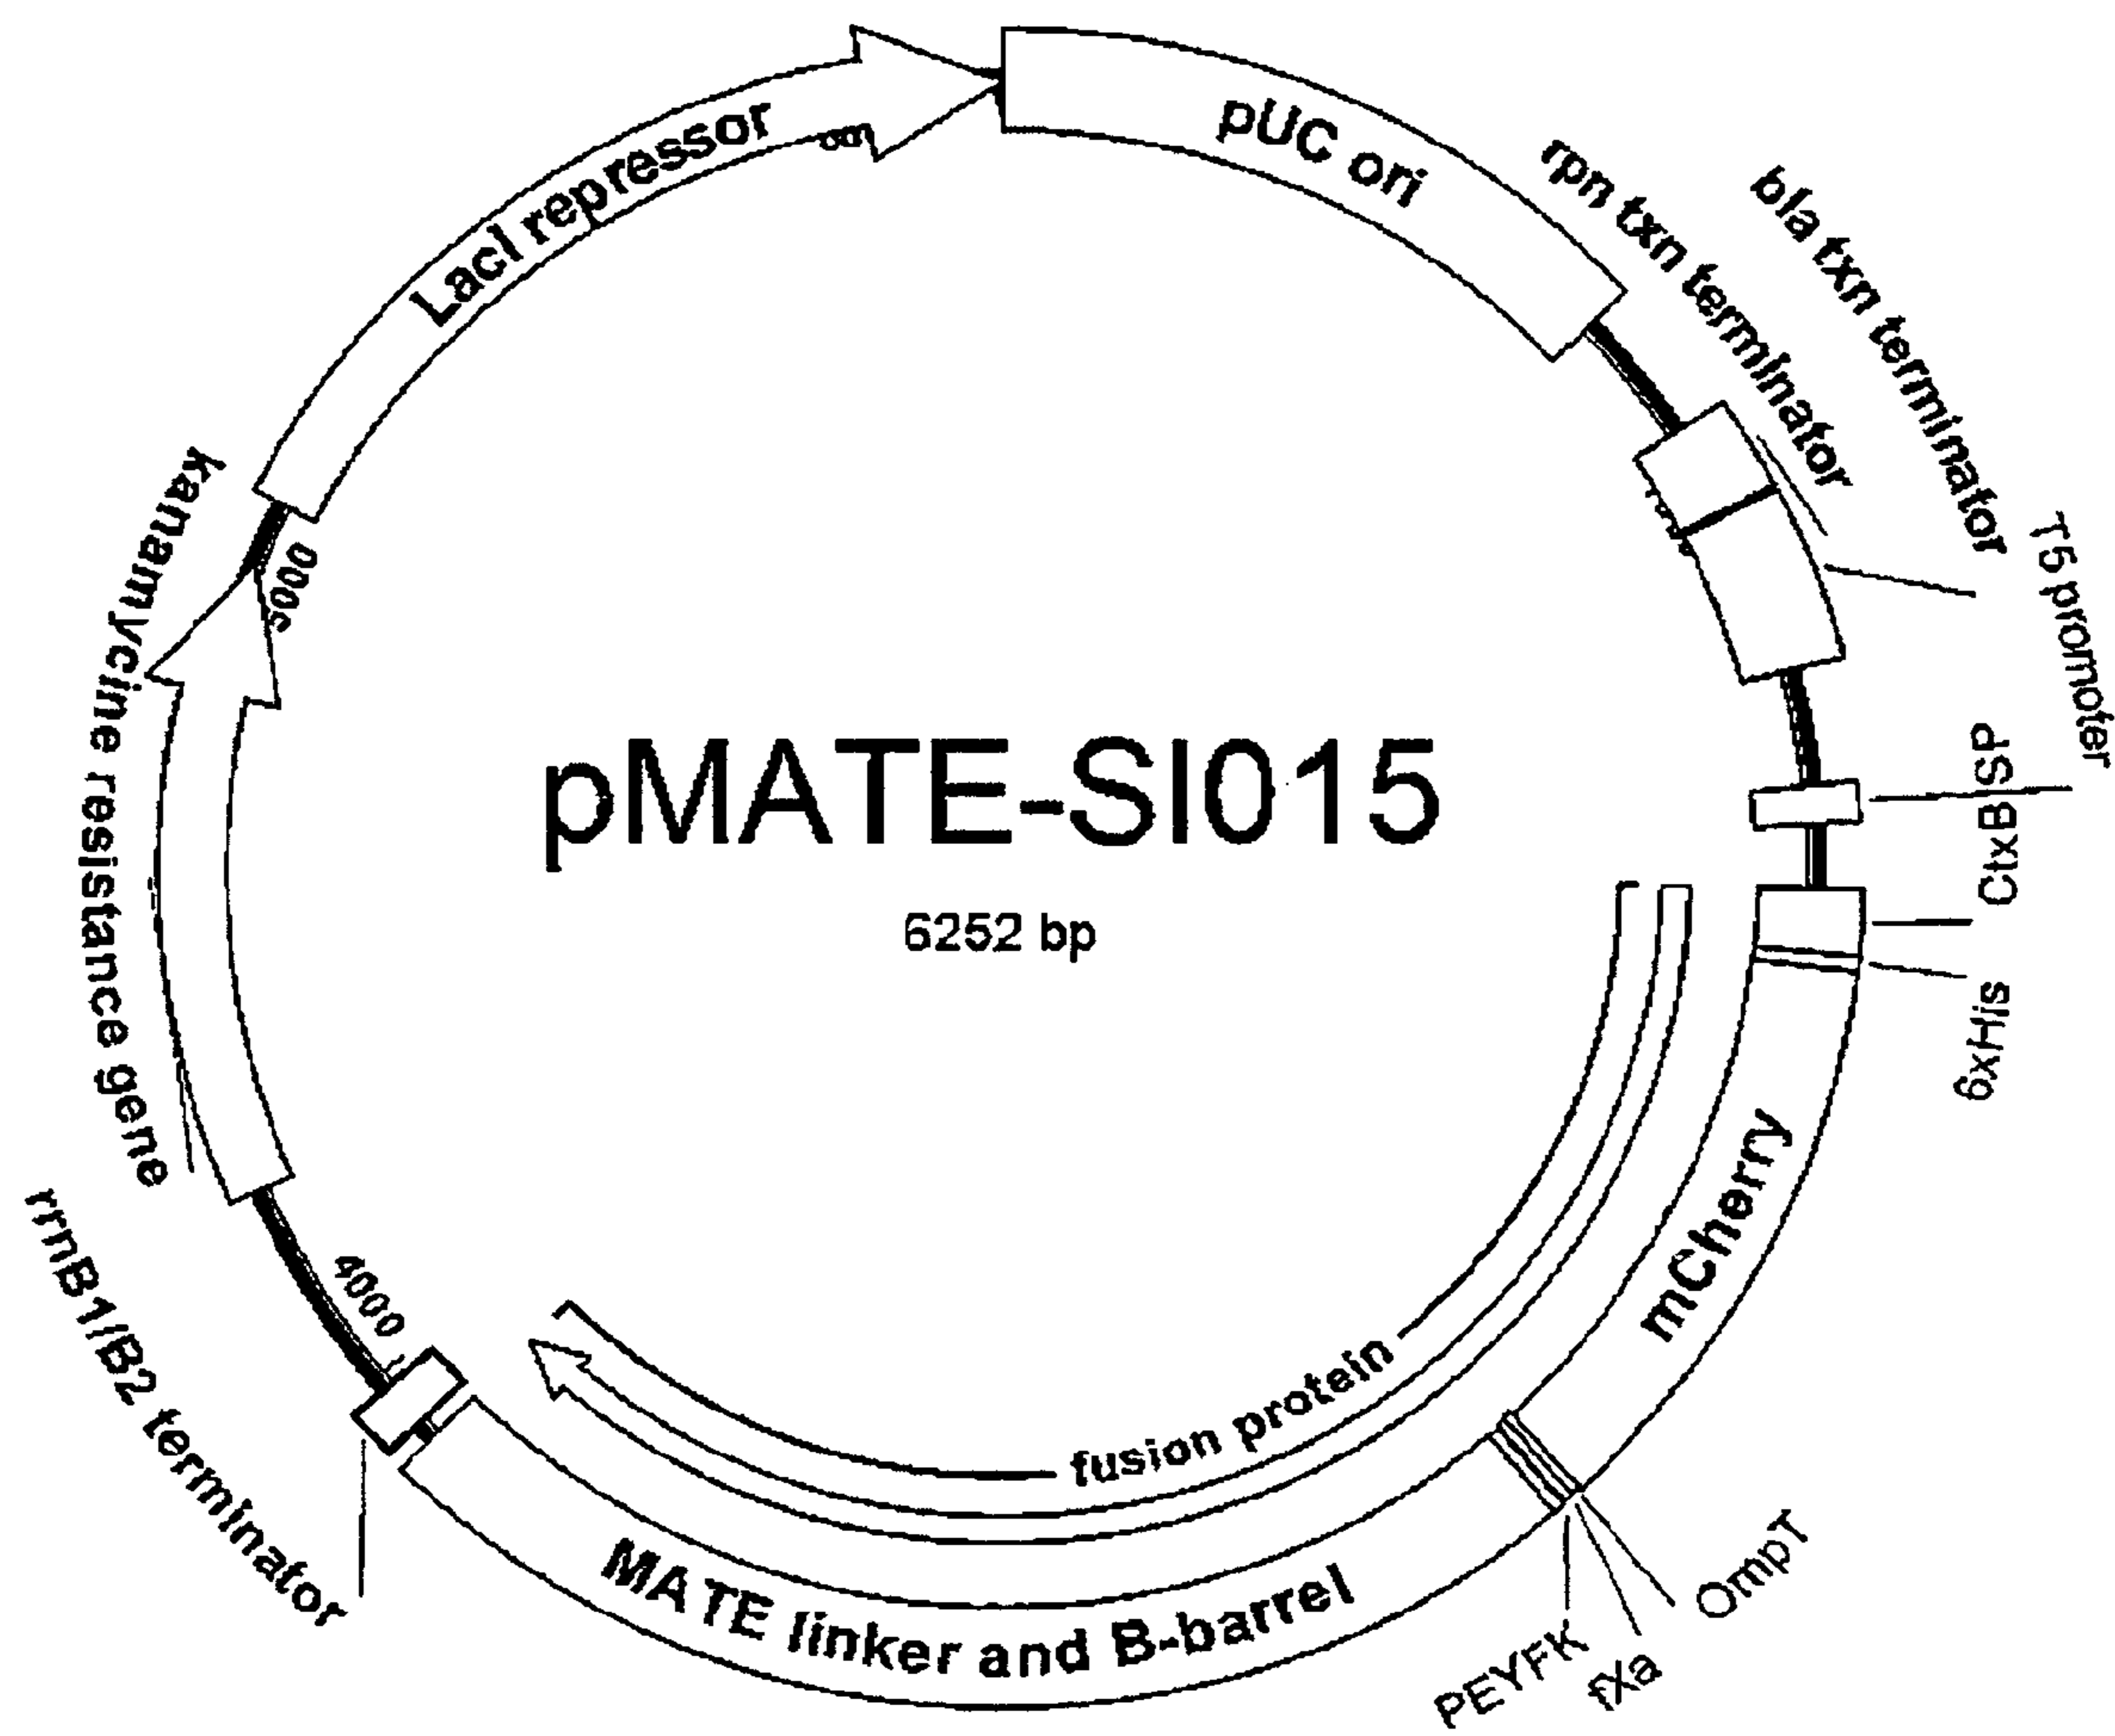 pUC ori
rpn txn terminator
bla txn terminator
T5 promoter
CtxB SP
6xHis
mCherry
OmpT
fXa
PEYFK
MATE linker and B-barrel
fusion protein
rrnB1/B2 terminator
4000
Kanamycine resistance gene
LacI repressor
pMATE-SI015
6252 bp